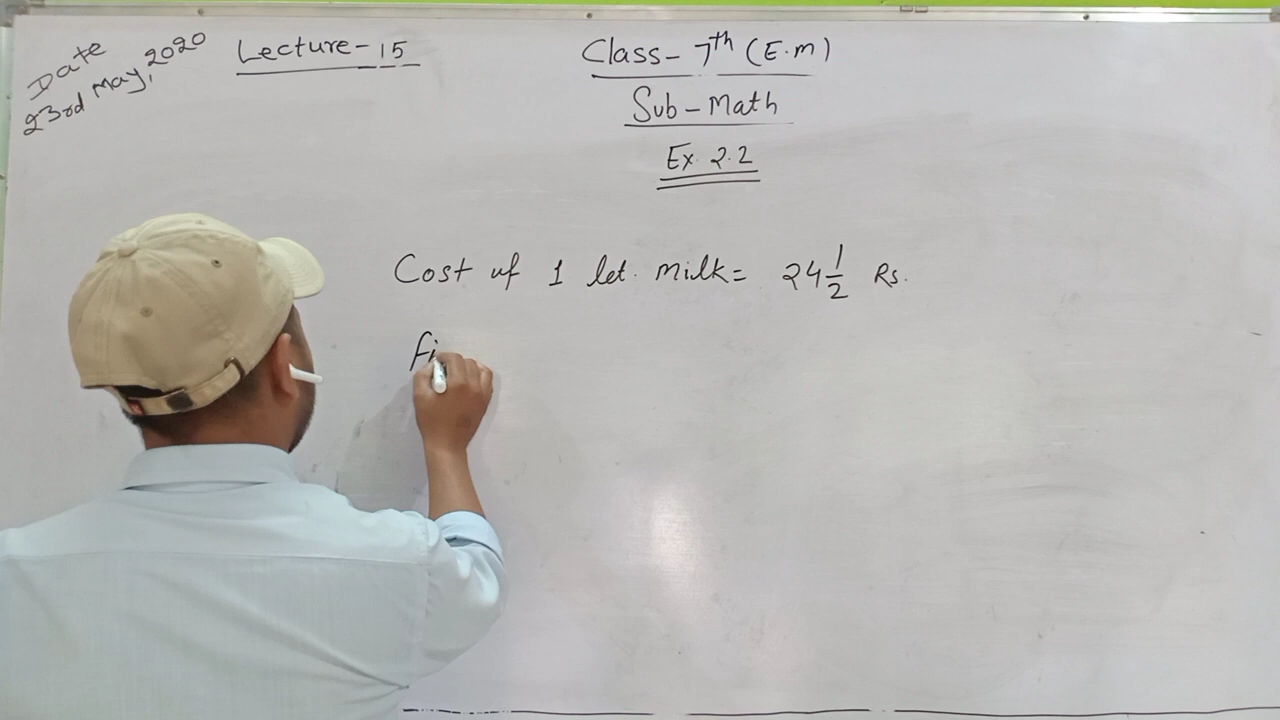 Date
23rd May, 2020
Lecture-15
Class-7th (E.m)
Sub-Math
Ex. 2.2
Cost of 1 let. milk= 24 1/2 Rs.
fi